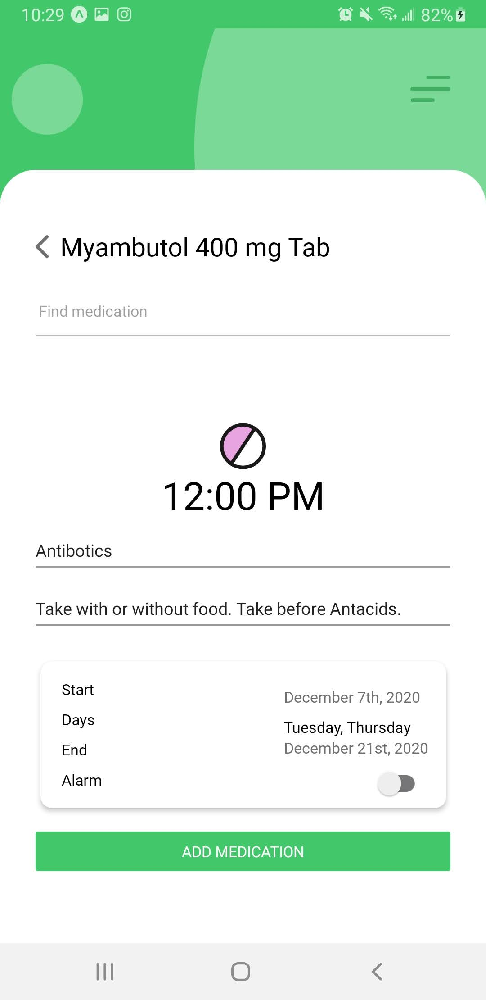 10:29 82%
Myambutol 400 mg Tab
Find medication
12:00 PM
Antibotics
Take with or without food. Take before Antacids.
Start December 7th, 2020
Days Tuesday, Thursday
End December 21st, 2020
Alarm
ADD MEDICATION